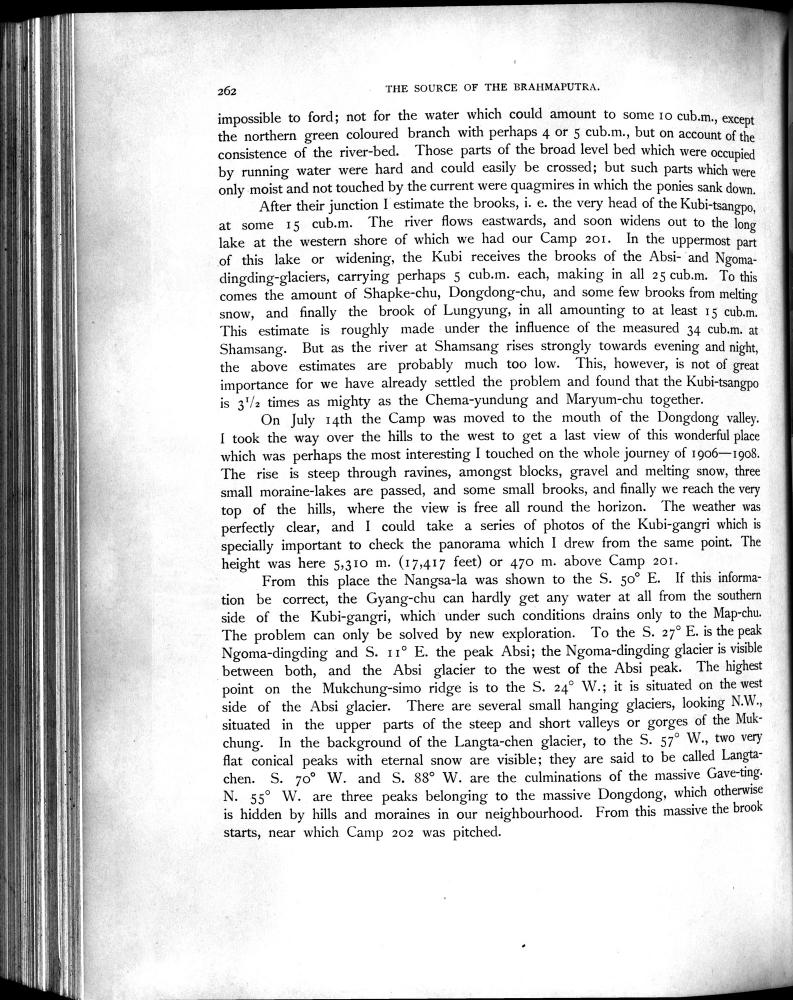 262 THE SOURCE OF THE BRAHMAPUTRA.
impossible to ford; not for the water which could amount to some 10 cub.m., except
the northern green coloured branch with perhaps 4 or 5 cub.m., but on account of the
consistence of the river-bed. Those parts of the broad level bed which were occupied
by running water were hard and could easily be crossed; but such parts which were
only moist and not touched by the current were quagmires in which the ponies sank down.
After their junction I estimate the brooks, i. e. the very head of the Kubi-tsangpo,
at some 15 cub.m. The river flows eastwards, and soon widens out to the long
lake at the western shore of which we had our Camp 201. In the uppermost part
of this lake or widening, the Kubi receives the brooks of the Absi- and Ngoma-
dingding-glaciers, carrying perhaps 5 cub.m. each, making in all 25 cub.m. To this
comes the amount of Shapke-chu, Dongdong-chu, and some few brooks from melting
snow, and finally the brook of Lungyung, in all amounting to at least 15 cub.m.
This estimate is roughly made under the influence of the measured 34 cub.m. at
Shamsang. But as the river at Shamsang rises strongly towards evening and night,
the above estimates are probably much too low. This, however, is not of great
importance for we have already settled the problem and found that the Kubi-tsangpo
is 3 1/2 times as mighty as the Chema-yundung and Maryum-chu together.
On July 14th the Camp was moved to the mouth of the Dongdong valley.
I took the way over the hills to the west to get a last view of this wonderful place
which was perhaps the most interesting I touched on the whole journey of 1906—1908.
The rise is steep through ravines, amongst blocks, gravel and melting snow, three
small moraine-lakes are passed, and some small brooks, and finally we reach the very
top of the hills, where the view is free all round the horizon. The weather was
perfectly clear, and I could take a series of photos of the Kubi-gangri which is
specially important to check the panorama which I drew from the same point. The
height was here 5,310 m. (17,417 feet) or 470 m. above Camp 201.
From this place the Nangsa-la was shown to the S. 50° E. If this informa-
tion be correct, the Gyang-chu can hardly get any water at all from the southern
side of the Kubi-gangri, which under such conditions drains only to the Map-chu.
The problem can only be solved by new exploration. To the S. 27° E. is the peak
Ngoma-dingding and S. 11° E. the peak Absi; the Ngoma-dingding glacier is visible
between both, and the Absi glacier to the west of the Absi peak. The highest
point on the Mukchung-simo ridge is to the S. 24° W.; it is situated on the west
side of the Absi glacier. There are several small hanging glaciers, looking N.W.,
situated in the upper parts of the steep and short valleys or gorges of the Muk-
chung. In the background of the Langta-chen glacier, to the S. 57° W., two very
flat conical peaks with eternal snow are visible; they are said to be called Langta-
chen. S. 70° W. and S. 88° W. are the culminations of the massive Gave-ting.
N. 55° W. are three peaks belonging to the massive Dongdong, which otherwise
is hidden by hills and moraines in our neighbourhood. From this massive the brook
starts, near which Camp 202 was pitched.